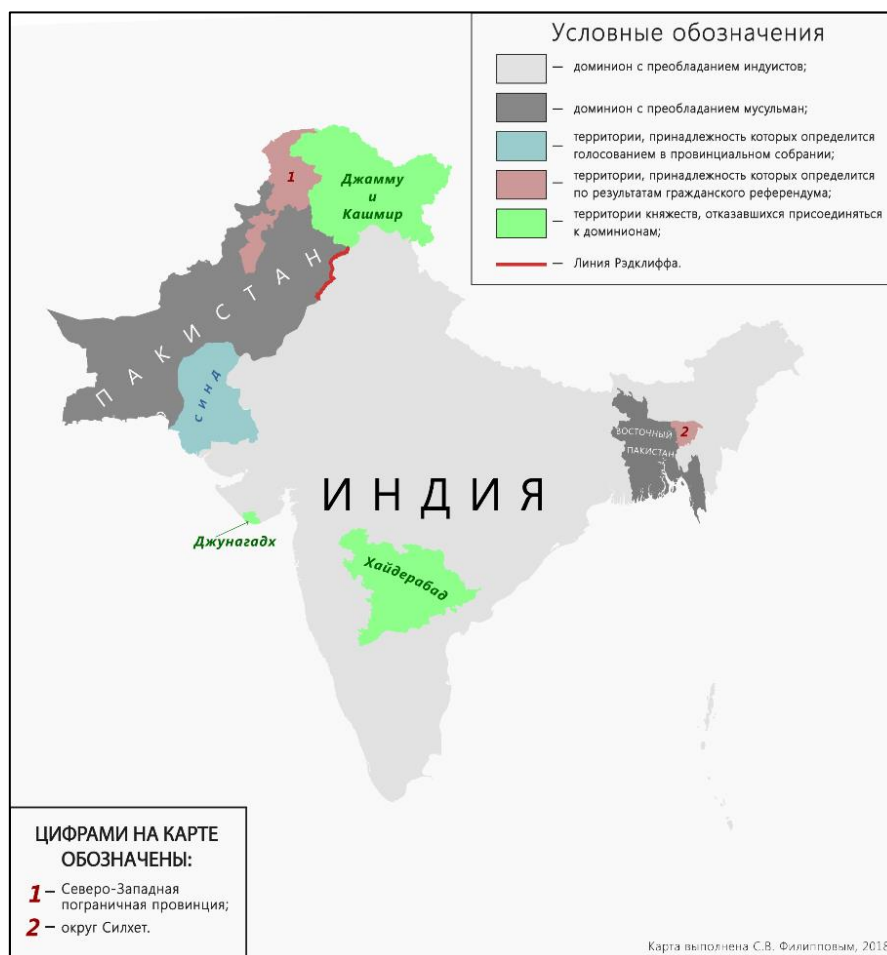 Условные обозначения
— доминион с преобладанием индуистов;
— доминион с преобладанием мусульман;
— территории, принадлежность которых определится
голосованием в провинциальном собрании;
— территории, принадлежность которых определится
по результатам гражданского референдума;
— территории княжеств, отказавшихся присоединяться
к доминионам;
— Линия Рэдклиффа.
1
Джамму
и
Кашмир
ПАКИСТАН
СИНД
ВОСТОЧНЫЙ
ПАКИСТАН
2
ИНДИЯ
Джунагадх
Хайдерабад
ЦИФРАМИ НА КАРТЕ
ОБОЗНАЧЕНЫ:
1 — Северо-Западная
пограничная провинция;
2 — округ Силхет.
Карта выполнена С.В. Филипповым, 2018